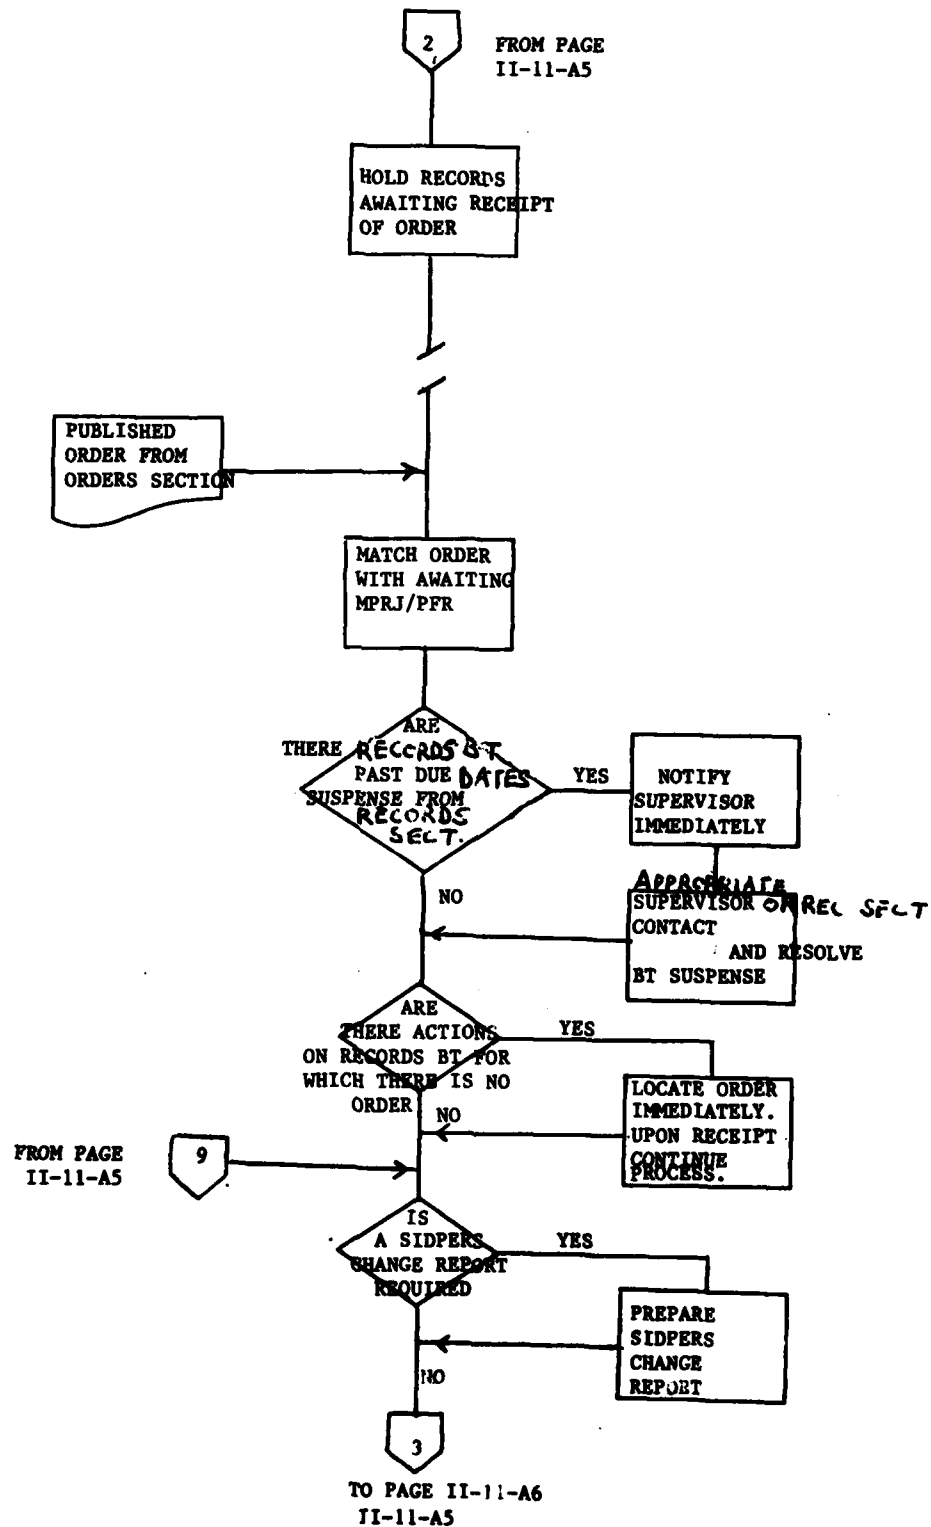 2
FROM PAGE
II-11-A5
HOLD RECORDS
AWAITING RECEIPT
OF ORDER
PUBLISHED
ORDER FROM
ORDERS SECTION
MATCH ORDER
WITH AWAITING
MPRJ/PFR
ARE
THERE RECORDS BT
PAST DUE DATES
SUSPENSE FROM
RECORDS
SECT.
YES
NOTIFY
SUPERVISOR
IMMEDIATELY
NO
APPROPRIATE
SUPERVISOR OF REC SECT
CONTACT
AND RESOLVE
BT SUSPENSE
ARE
THERE ACTIONS
ON RECORDS BT FOR
WHICH THERE IS NO
ORDER
YES
NO
LOCATE ORDER
IMMEDIATELY.
UPON RECEIPT
CONTINUE
PROCESS.
FROM PAGE
II-11-A5
9
IS
A SIDPERS
CHANGE REPORT
REQUIRED
YES
PREPARE
SIDPERS
CHANGE
REPORT
NO
3
TO PAGE II-11-A6
II-11-A5